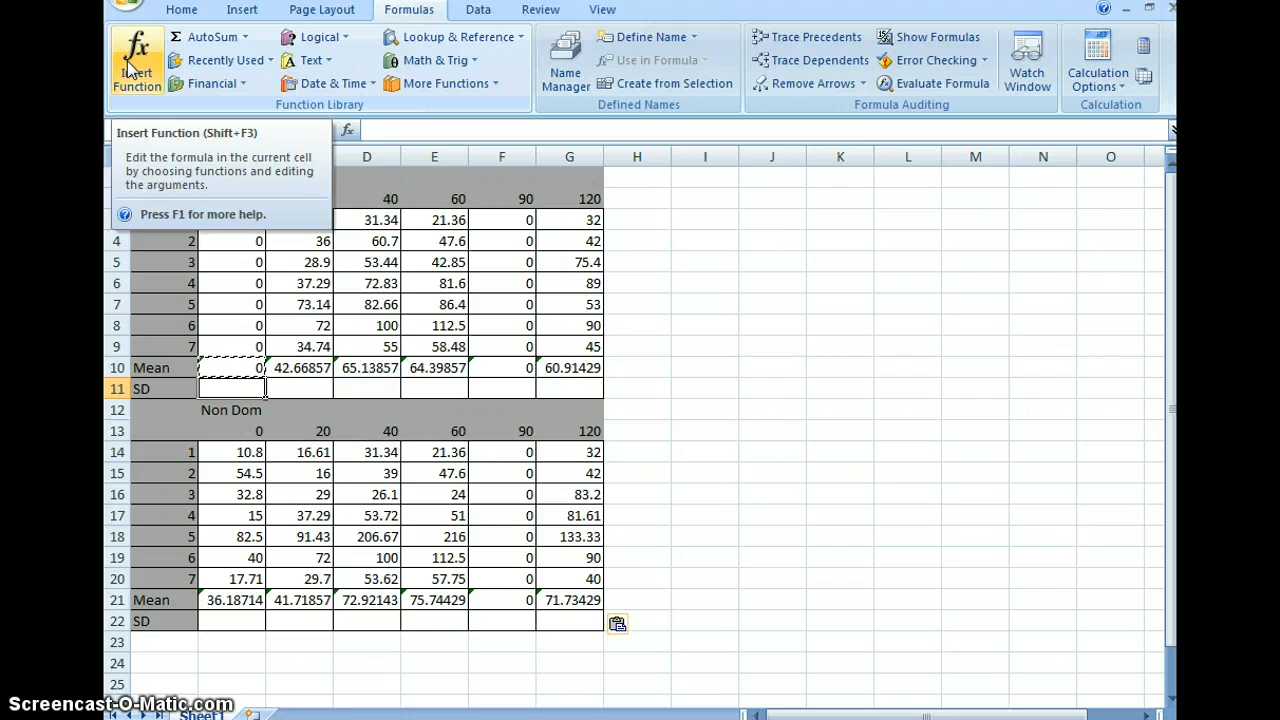 Home Insert Page Layout Formulas Data Review View
fx Insert Function
Σ AutoSum Logical Lookup & Reference
Recently Used Text Math & Trig
Financial Date & Time More Functions
Function Library
Name Manager
Define Name
Use in Formula
Create from Selection
Defined Names
Trace Precedents Show Formulas
Trace Dependents Error Checking
Remove Arrows Evaluate Formula
Formula Auditing
Watch Window
Calculation Options
Calculation
Insert Function (Shift+F3)
Edit the formula in the current cell
by choosing functions and editing
the arguments.
Press F1 for more help.
fx
D E F G H I J K L M N O
40 60 90 120
31.34 21.36 0 32
4 2 0 36 60.7 47.6 0 42
5 3 0 28.9 53.44 42.85 0 75.4
6 4 0 37.29 72.83 81.6 0 89
7 5 0 73.14 82.66 86.4 0 53
8 6 0 72 100 112.5 0 90
9 7 0 34.74 55 58.48 0 45
10 Mean 0 42.66857 65.13857 64.39857 0 60.91429
11 SD
12 Non Dom
13 0 20 40 60 90 120
14 1 10.8 16.61 31.34 21.36 0 32
15 2 54.5 16 39 47.6 0 42
16 3 32.8 29 26.1 24 0 83.2
17 4 15 37.29 53.72 51 0 81.61
18 5 82.5 91.43 206.67 216 0 133.33
19 6 40 72 100 112.5 0 90
20 7 17.71 29.7 53.62 57.75 0 40
21 Mean 36.18714 41.71857 72.92143 75.74429 0 71.73429
22 SD
23
24
25
Screencast-O-Matic.com
Sheet1